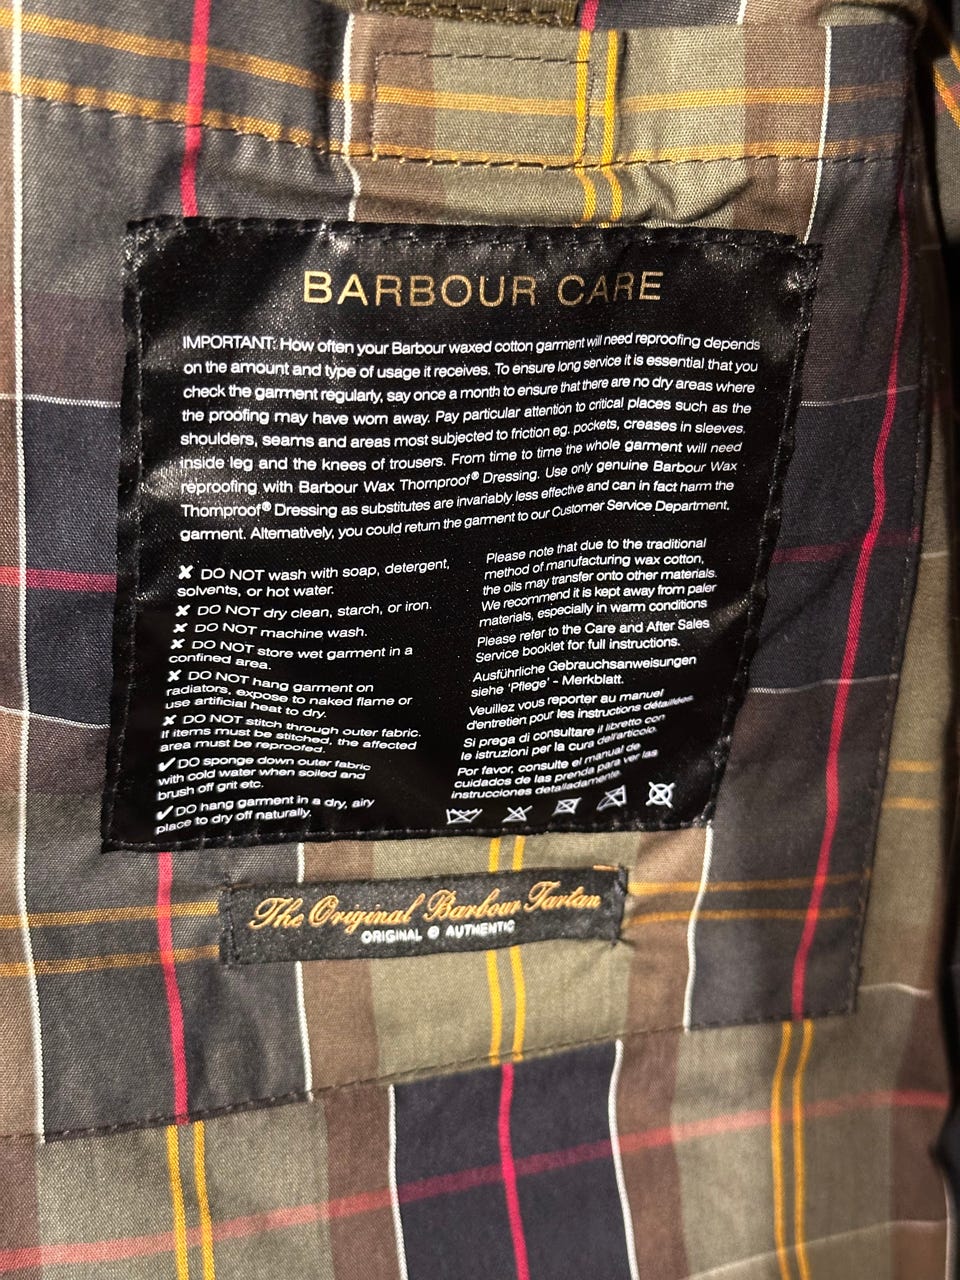 BARBOUR CARE
IMPORTANT: How often your Barbour waxed cotton garment will need reproofing depends
on the amount and type of usage it receives. To ensure long service it is essential that you
check the garment regularly, say once a month to ensure that there are no dry areas where
the proofing may have worn away. Pay particular attention to critical places such as the
shoulders, seams and areas most subjected to friction eg. pockets, creases in sleeves,
inside leg and the knees of trousers. From time to time the whole garment will need
reproofing with Barbour Wax Thornproof® Dressing. Use only genuine Barbour Wax
Thornproof® Dressing as substitutes are invariably less effective and can in fact harm the
garment. Alternatively, you could return the garment to our Customer Service Department.
✘ DO NOT wash with soap, detergent,
solvents, or hot water.
✘ DO NOT dry clean, starch, or iron.
✘ DO NOT machine wash.
✘ DO NOT store wet garment in a
confined area.
✘ DO NOT hang garment on
radiators, expose to naked flame or
use artificial heat to dry.
✘ DO NOT stitch through outer fabric.
If items must be stitched, the affected
area must be reproofed.
✔ DO sponge down outer fabric
with cold water when soiled and
brush off grit etc.
✔ DO hang garment in a dry, airy
place to dry off naturally.
Please note that due to the traditional
method of manufacturing wax cotton,
the oils may transfer onto other materials.
We recommend it is kept away from paler
materials, especially in warm conditions
Please refer to the Care and After Sales
Service booklet for full instructions.
Ausführliche Gebrauchsanweisungen
siehe 'Pflege' - Merkblatt.
Veuillez vous reporter au manuel
d'entretien pour les instructions détaillées.
Si prega di consultare il libretto con
le istruzioni per la cura dell'articolo.
Por favor, consulte el manual de
cuidados de las prenda para ver las
instrucciones detalladamente.
The Original Barbour Tartan
ORIGINAL & AUTHENTIC